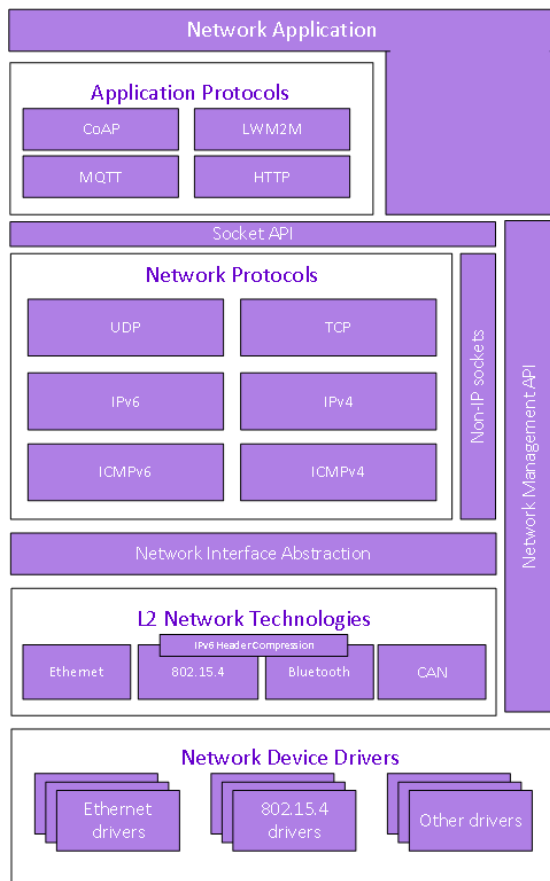 Network Application
Application Protocols
CoAP
LWM2M
MQTT
HTTP
Socket API
Network Protocols
UDP
TCP
IPv6
IPv4
ICMPv6
ICMPv4
Non-IP sockets
Network Management API
Network Interface Abstraction
L2 Network Technologies
IPv6 Header Compression
Ethernet
802.15.4
Bluetooth
CAN
Network Device Drivers
Ethernet
drivers
802.15.4
drivers
Other drivers